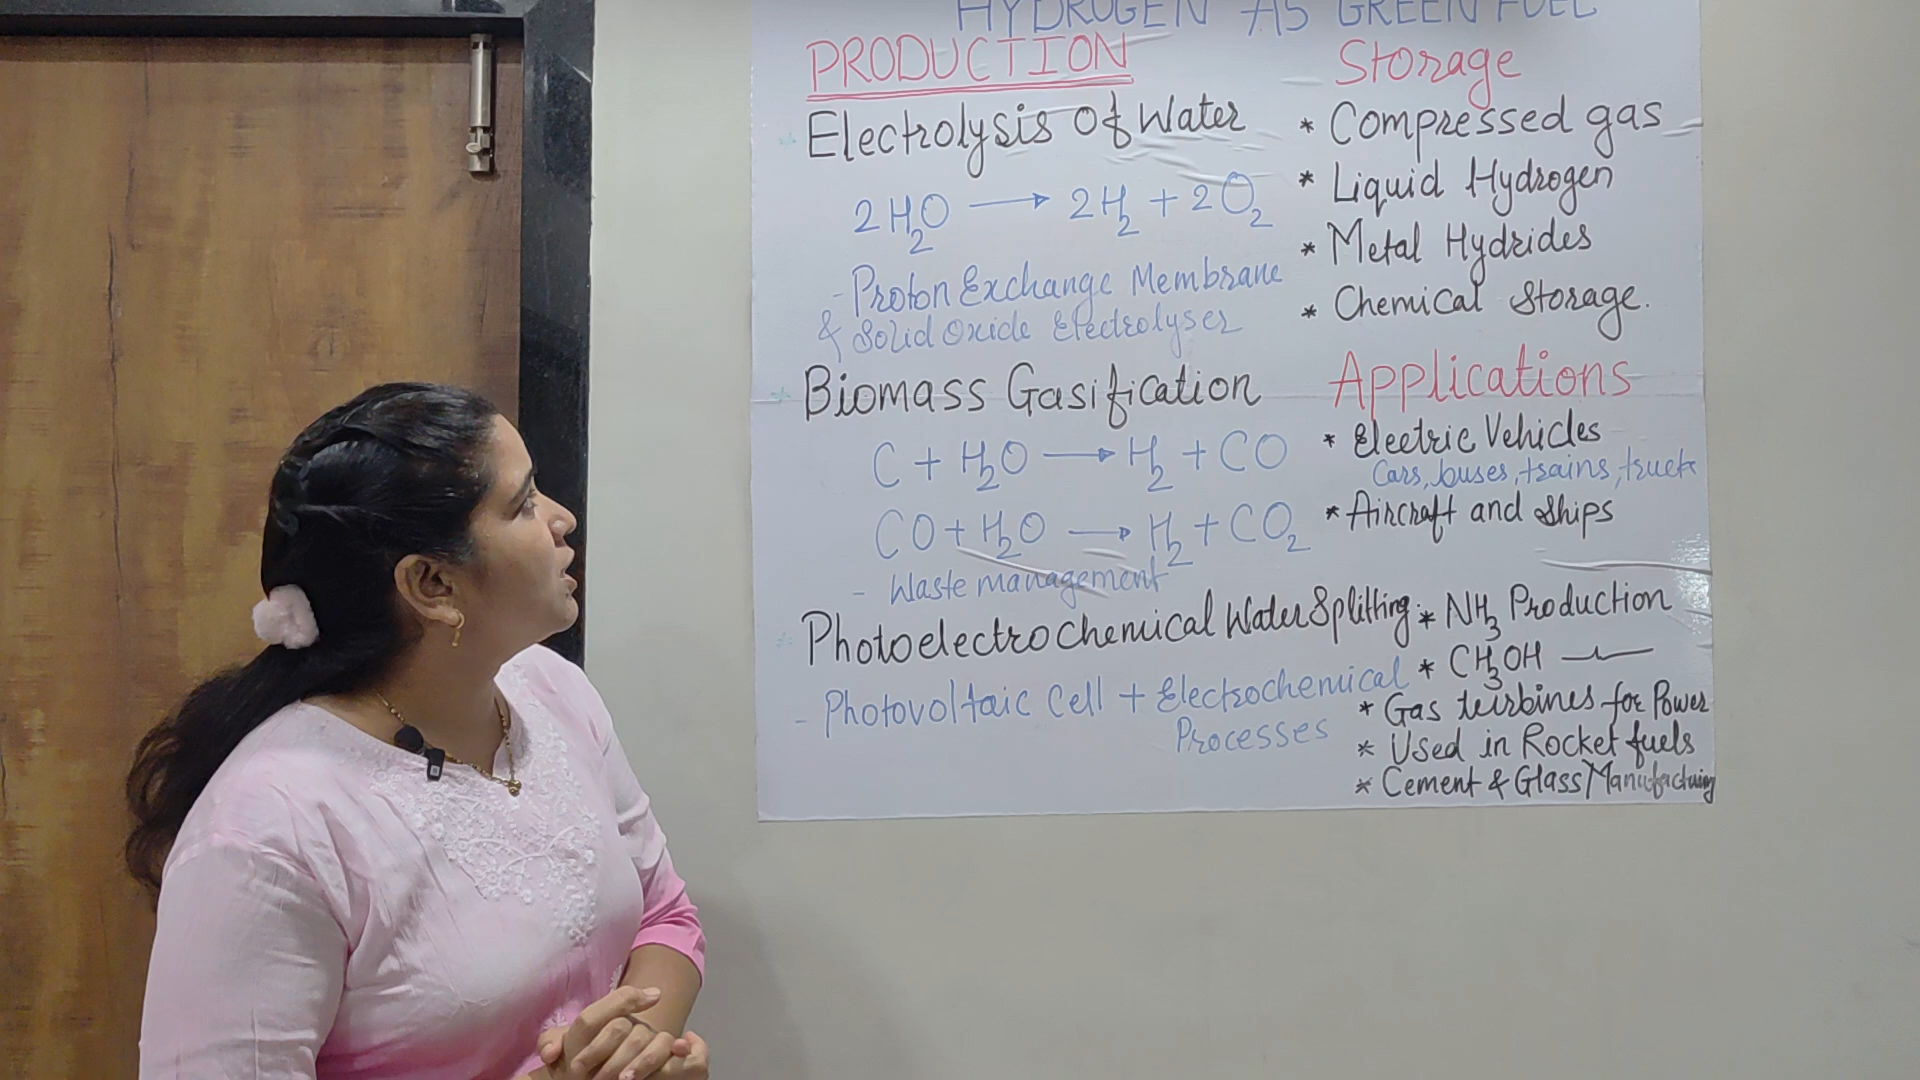 HYDROGEN AS GREEN FUEL
PRODUCTION
* Electrolysis of Water
2H₂O → 2H₂ + 2O₂
- Proton Exchange Membrane
& Solid Oxide Electrolyser
* Biomass Gasification
C + H₂O → H₂ + CO
CO + H₂O → H₂ + CO₂
- Waste management
* Photoelectrochemical Water Splitting.
- Photovoltaic Cell + Electrochemical
Processes
Storage
* Compressed gas
* Liquid Hydrogen
* Metal Hydrides
* Chemical Storage.
Applications
* Electric Vehicles
Cars, buses, trains, truck
* Aircraft and Ships
* NH₃ Production
* CH₃OH
* Gas turbines for Power
* Used in Rocket fuels
* Cement & Glass Manufacturing